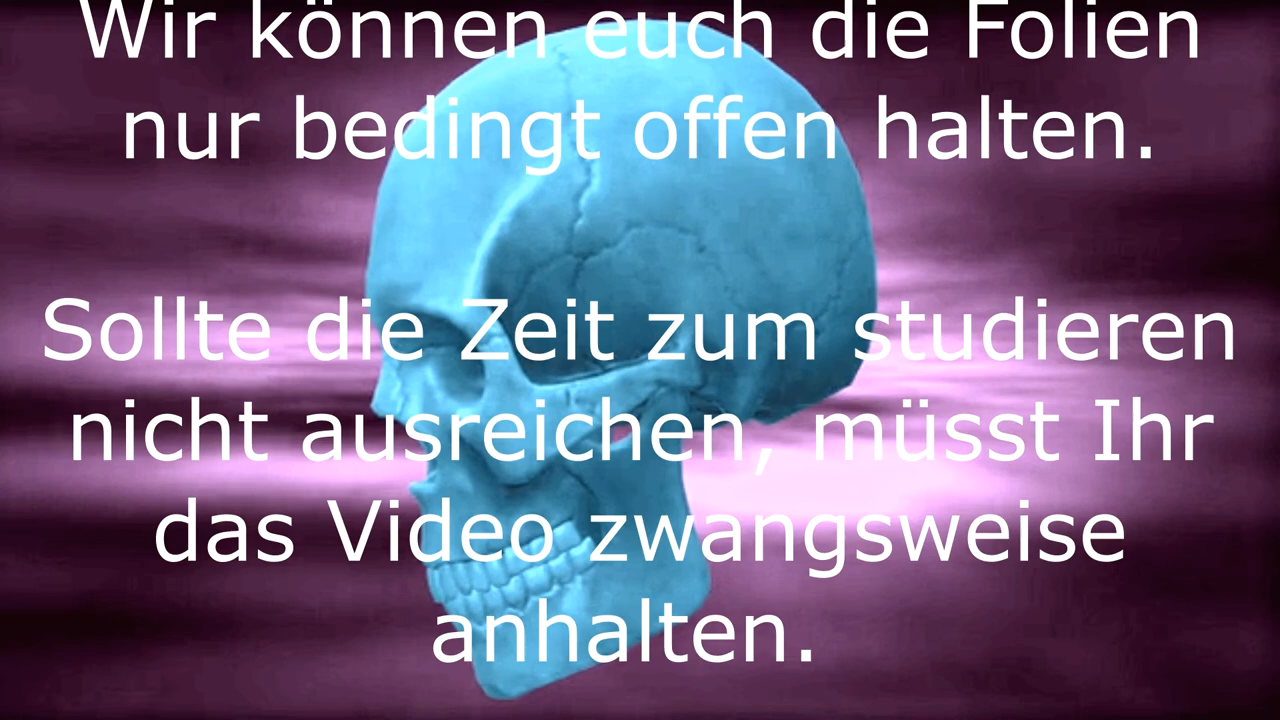 Wir können euch die Folien
nur bedingt offen halten.
Sollte die Zeit zum studieren
nicht ausreichen, müsst Ihr
das Video zwangsweise
anhalten.